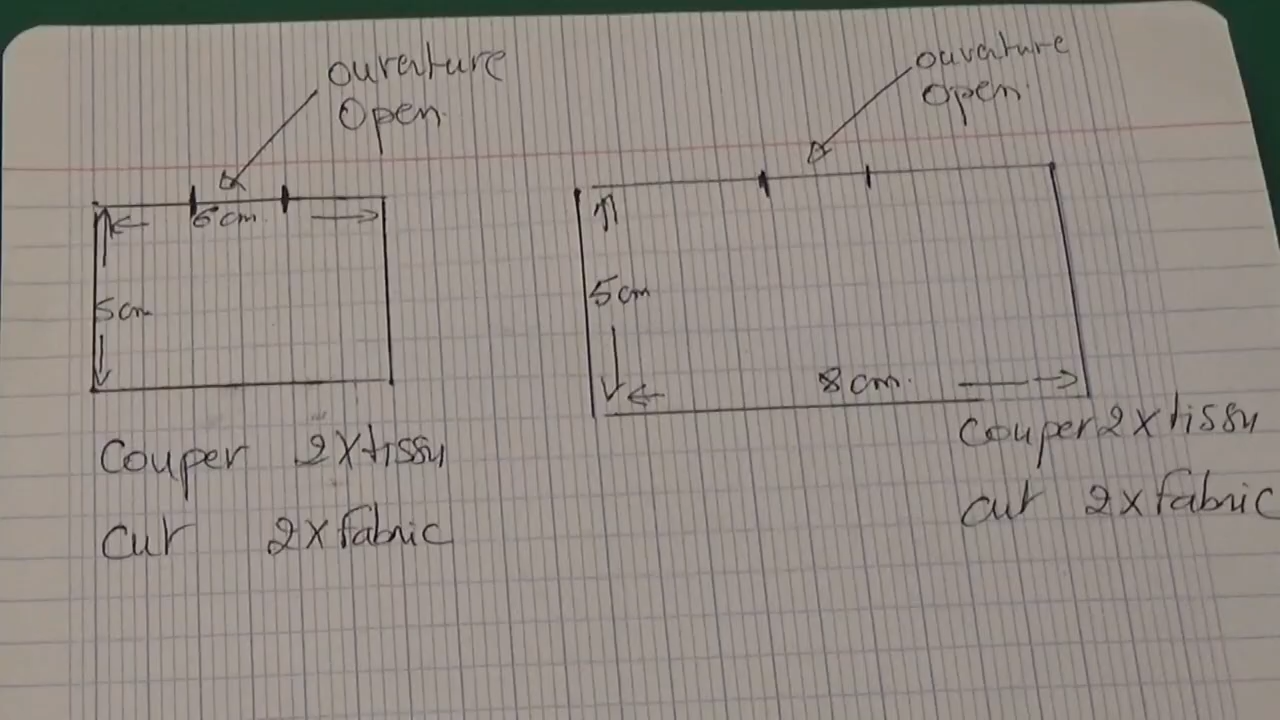 ouverture
Open.
6cm
5cm
Couper 2x tissu
Cut 2x fabric
ouverture
Open.
5cm
8cm.
Couper 2x tissu
Cut 2x fabric